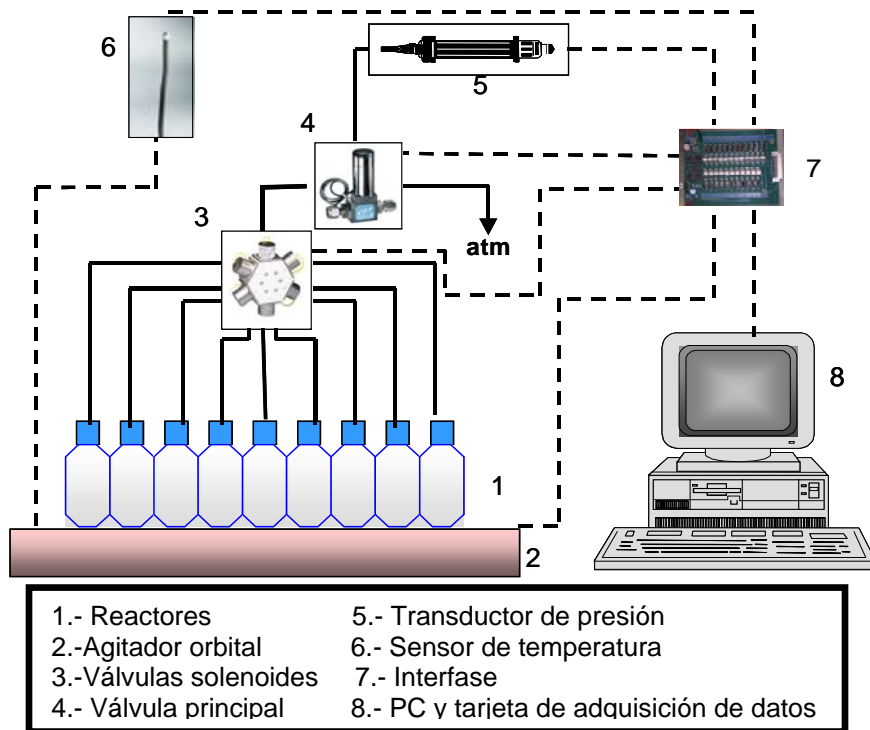 6
5
4
7
3
atm
8
1
2
1.- Reactores
2.-Agitador orbital
3.-Válvulas solenoides
4.- Válvula principal
5.- Transductor de presión
6.- Sensor de temperatura
7.- Interfase
8.- PC y tarjeta de adquisición de datos